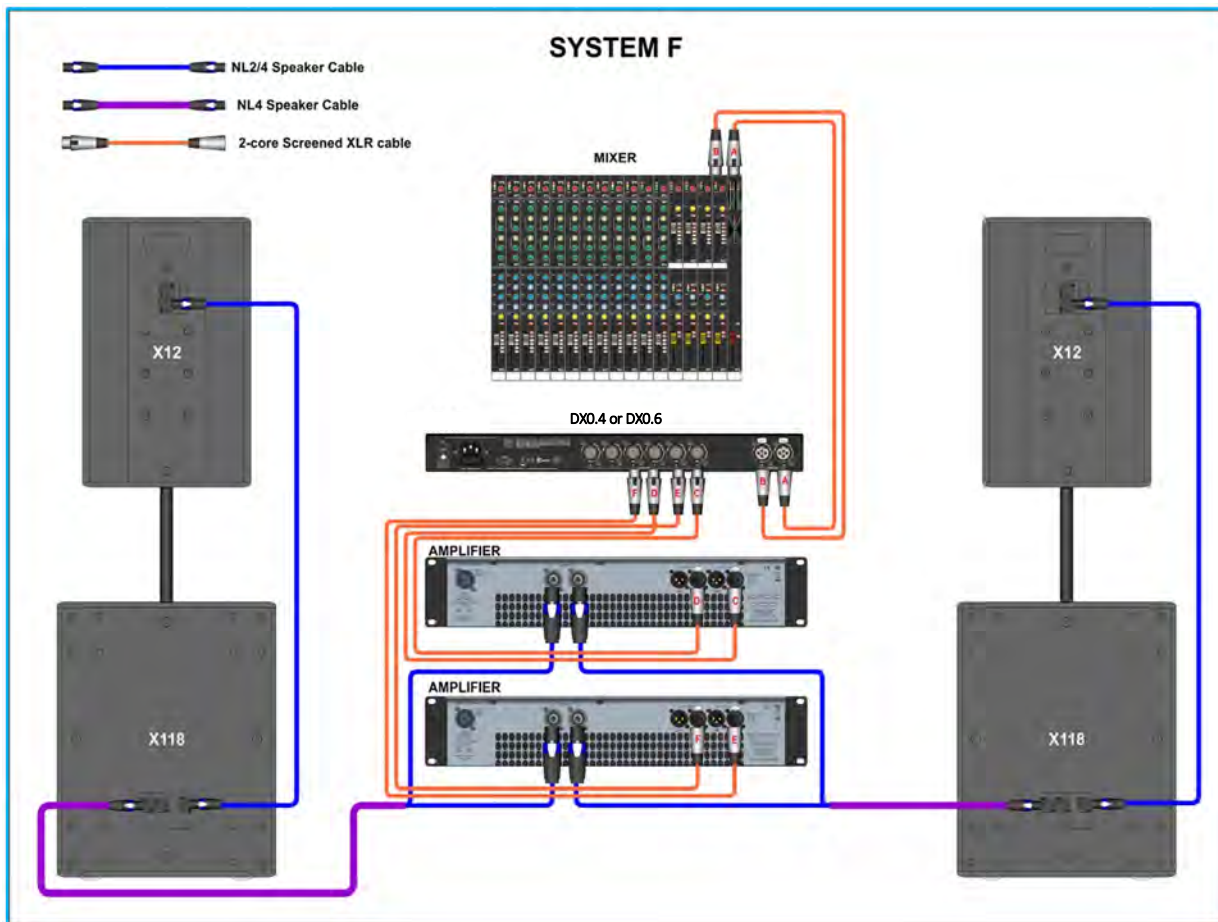 SYSTEM F
NL2/4 Speaker Cable
NL4 Speaker Cable
2-core Screened XLR cable
B A
MIXER
X12
X12
DX0.4 or DX0.6
F D E C B A
AMPLIFIER
D C
AMPLIFIER
F E
X118
X118